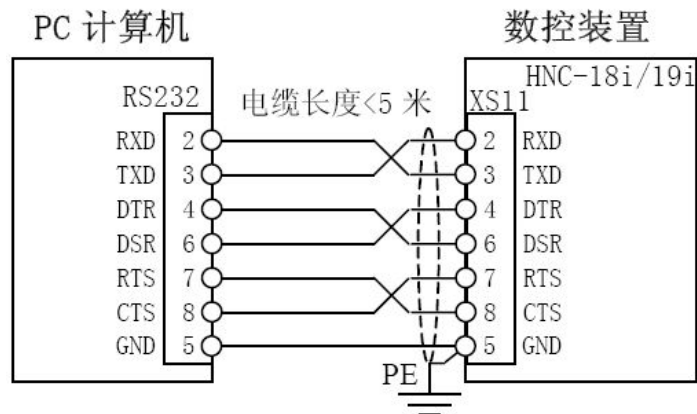 PC 计算机 数控装置
HNC-18i/19i
RS232 电缆长度<5 米 XS11
RXD 2 2 RXD
TXD 3 3 TXD
DTR 4 4 DTR
DSR 6 6 DSR
RTS 7 7 RTS
CTS 8 8 CTS
GND 5 5 GND
PE